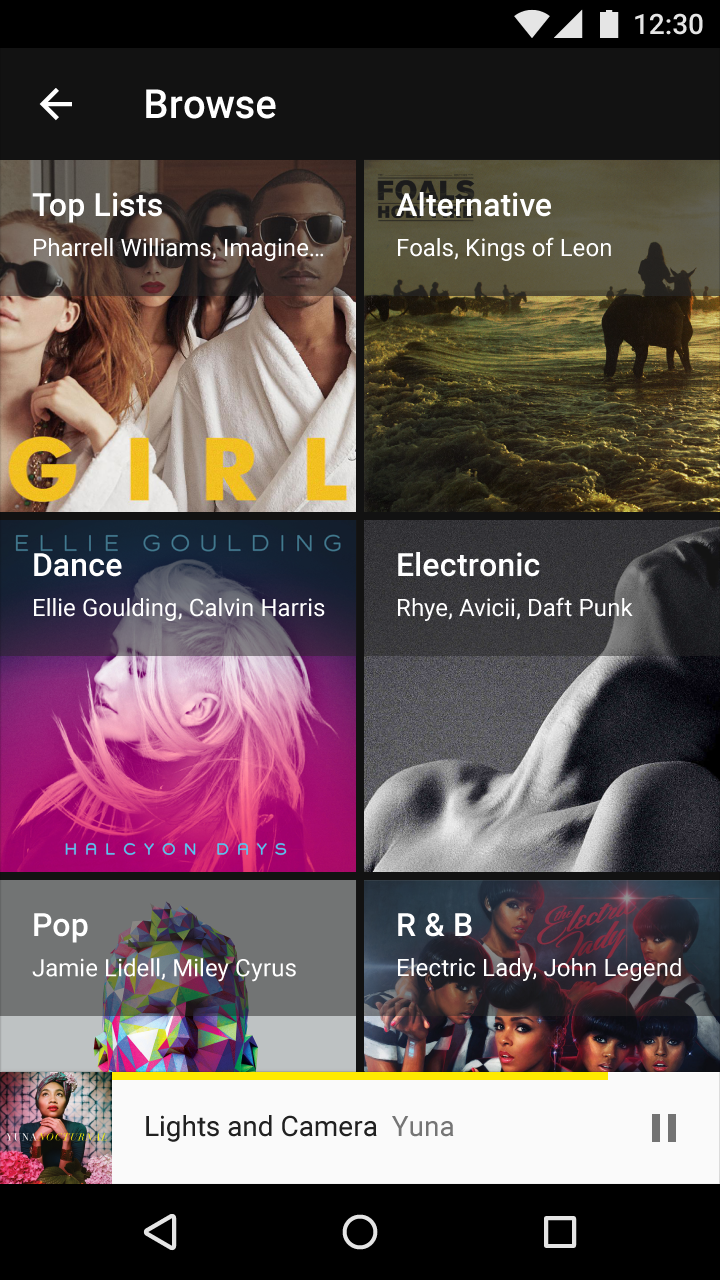 12:30
Browse
Top Lists
Pharrell Williams, Imagine...
GIRL
FOALS
Alternative
Foals, Kings of Leon
ELLIE GOULDING
Dance
Ellie Goulding, Calvin Harris
HALCYON DAYS
Electronic
Rhye, Avicii, Daft Punk
Pop
Jamie Lidell, Miley Cyrus
the Electric Lady
R & B
Electric Lady, John Legend
YUNA NOCTURNAL
Lights and Camera Yuna